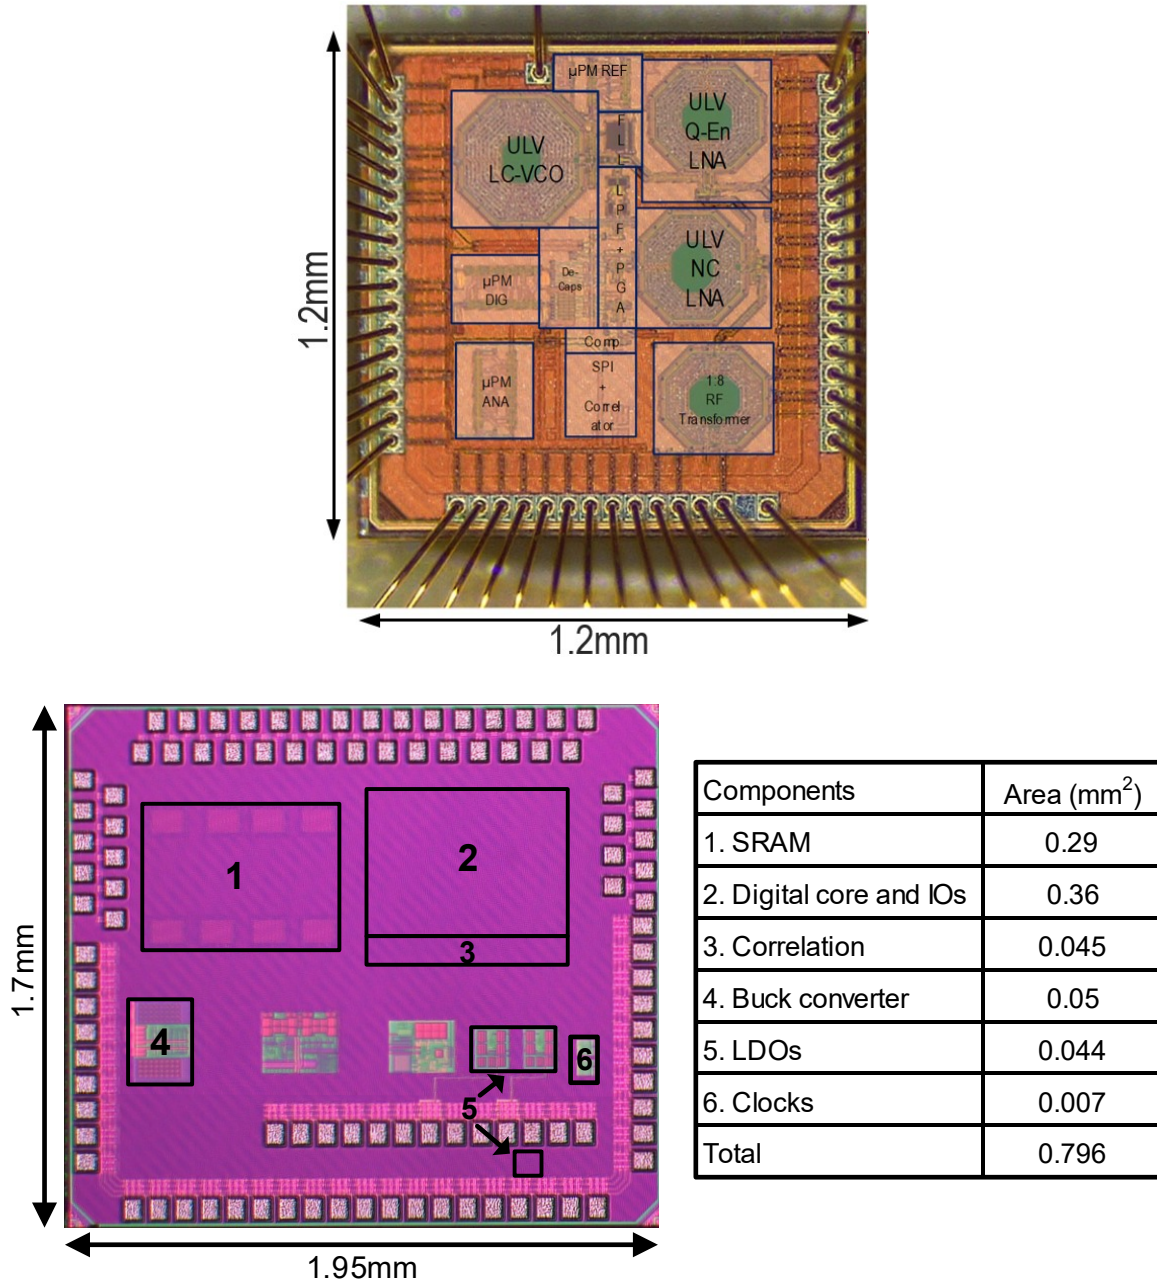 1.2mm
µPM REF
ULV
Q-En
LNA
F
L
L
ULV
LC-VCO
L
P
F
+
P
G
A
ULV
NC
LNA
De-
Caps
µPM
DIG
Comp
SPI
+
Correl
ator
µPM
ANA
1:8
RF
Transformer
1.2mm
1.7mm
1
2
3
4
5
6
1.95mm
Components Area (mm²)
1. SRAM 0.29
2. Digital core and IOs 0.36
3. Correlation 0.045
4. Buck converter 0.05
5. LDOs 0.044
6. Clocks 0.007
Total 0.796